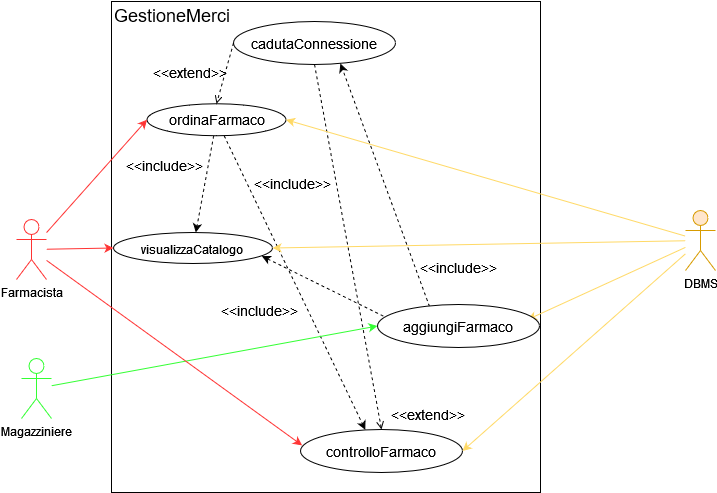 GestioneMerci
cadutaConnessione
<<extend>>
ordinaFarmaco
<<include>>
<<include>>
visualizzaCatalogo
<<include>>
Farmacista
DBMS
<<include>>
aggiungiFarmaco
<<extend>>
Magazziniere
controlloFarmaco